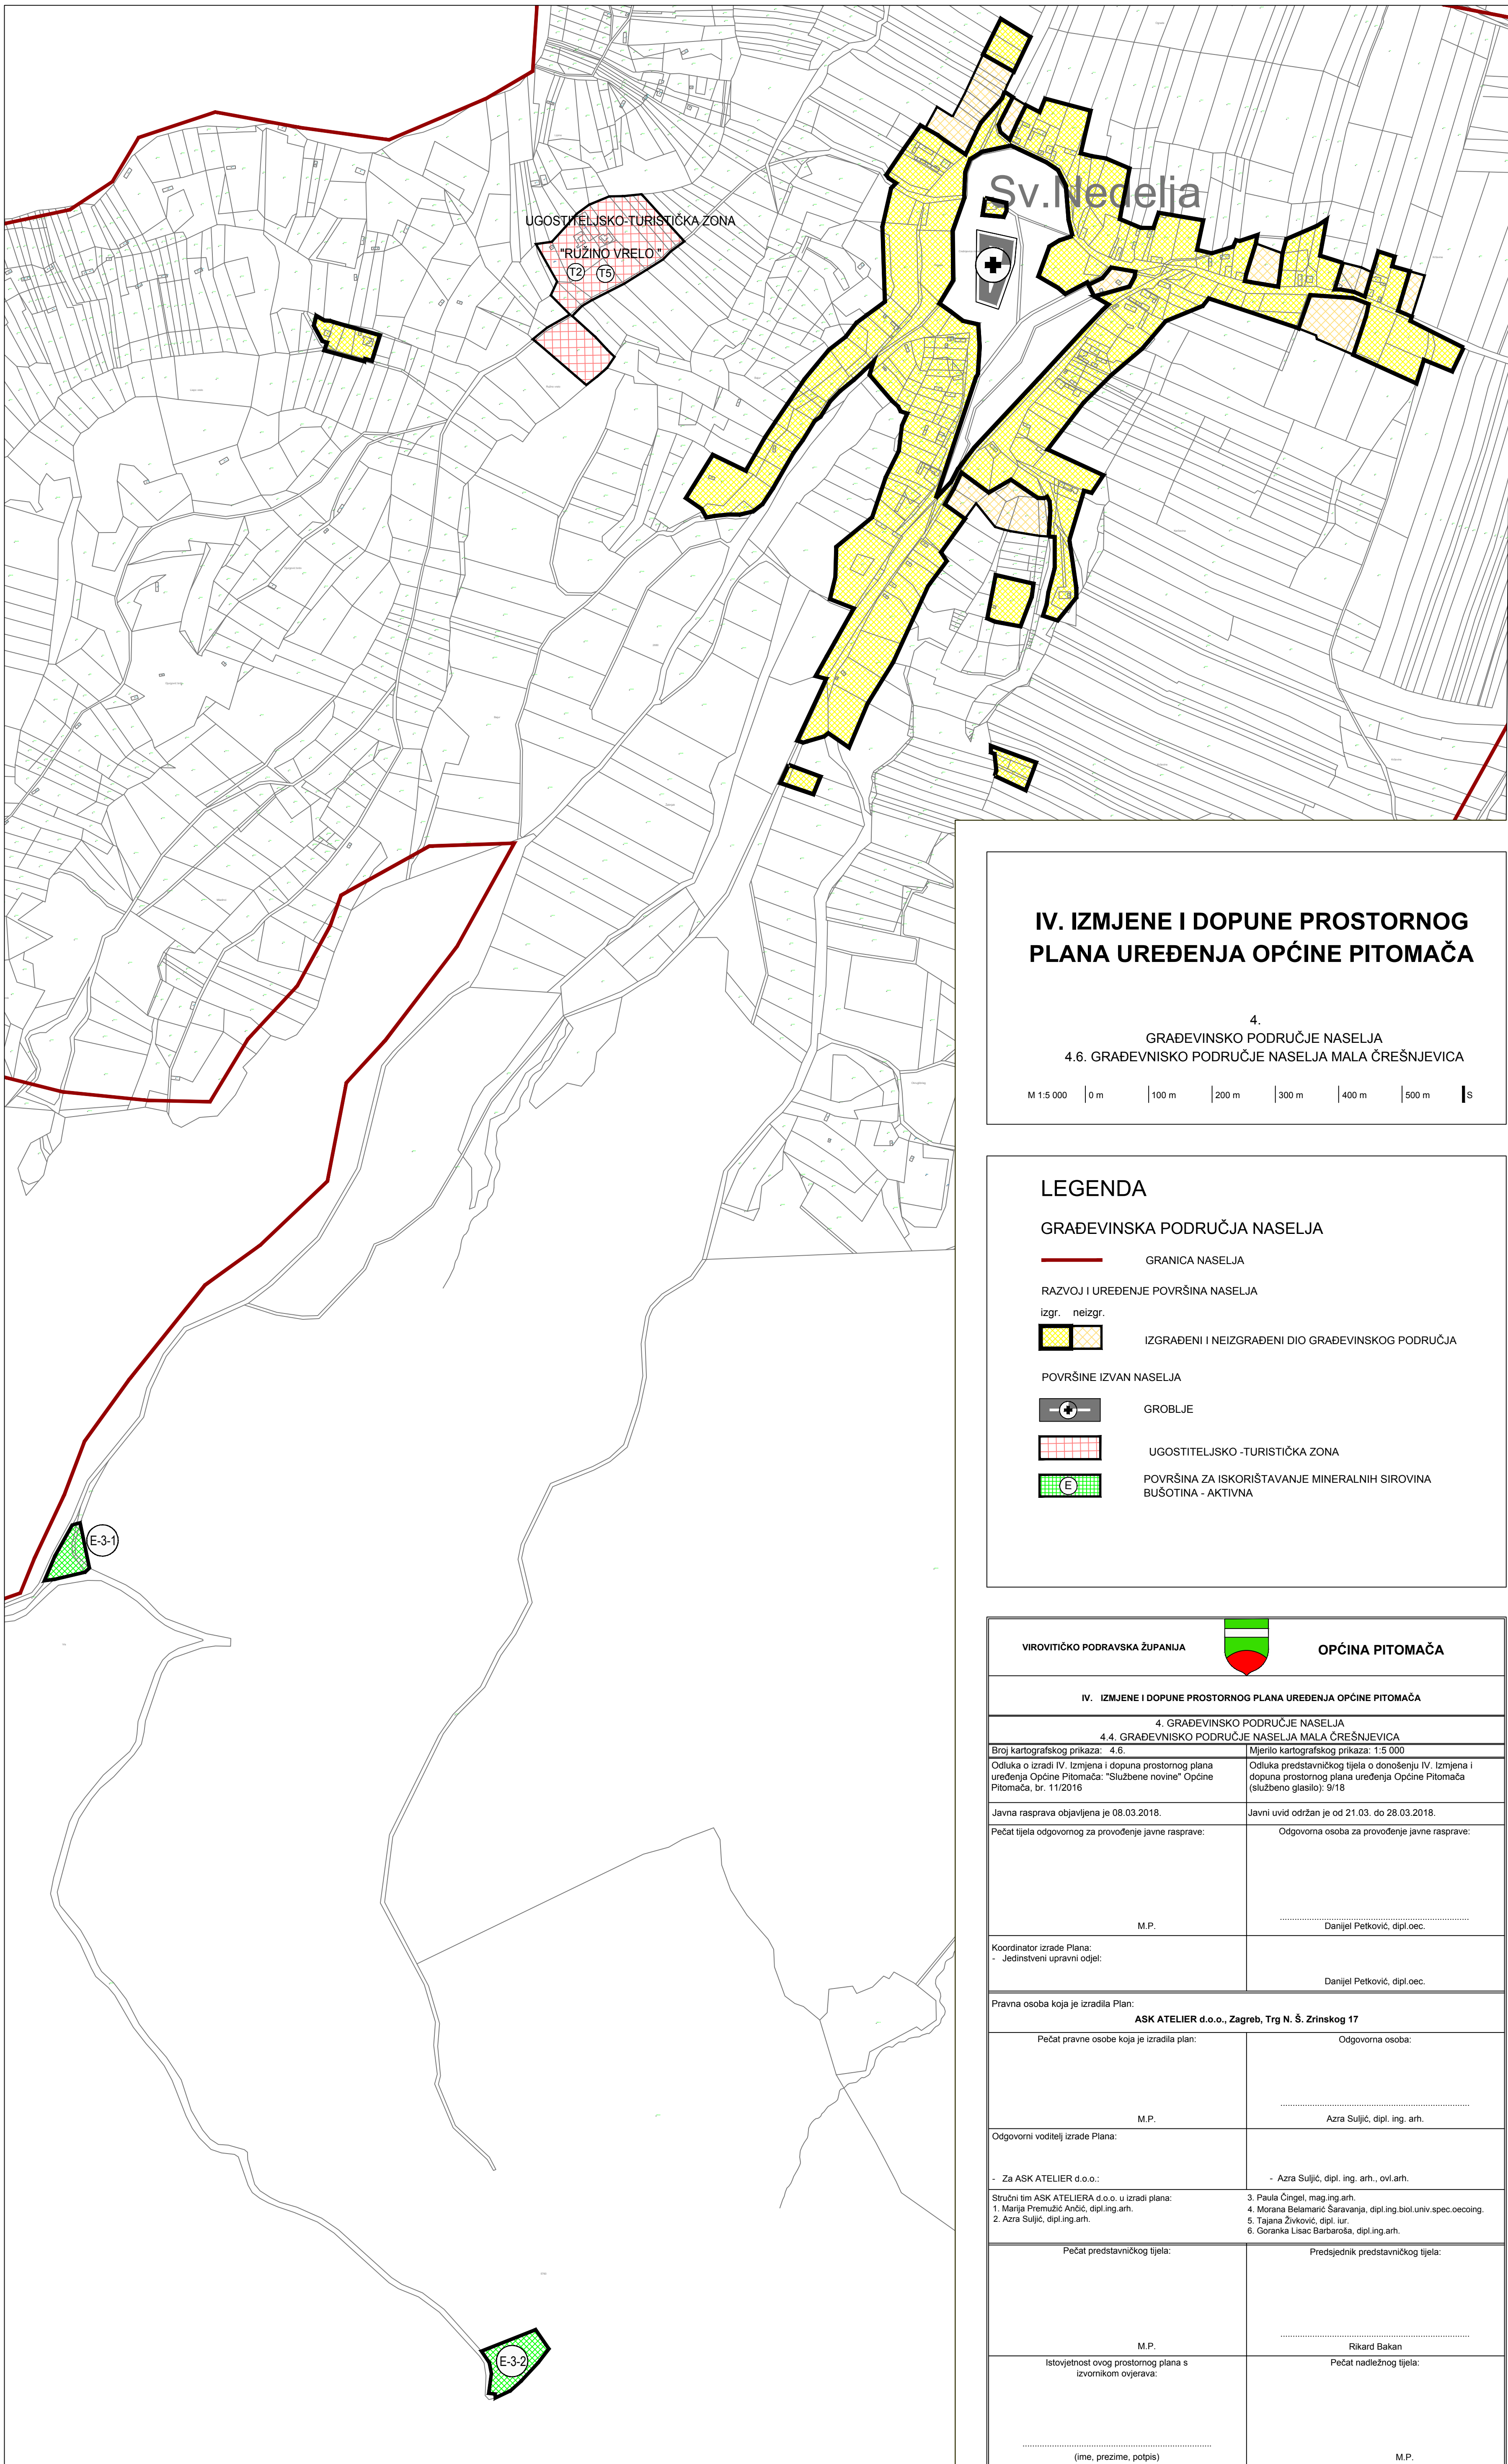 Sv.Nedelja
UGOSTITELJSKO-TURISTIČKA ZONA
"RUŽINO VRELO "
T2 T5
E-3-1
E-3-2
IV. IZMJENE I DOPUNE PROSTORNOG
PLANA UREĐENJA OPĆINE PITOMAČA
4.
GRAĐEVINSKO PODRUČJE NASELJA
4.6. GRAĐEVNISKO PODRUČJE NASELJA MALA ČREŠNJEVICA
M 1:5 000 0 m 100 m 200 m 300 m 400 m 500 m S
LEGENDA
GRAĐEVINSKA PODRUČJA NASELJA
GRANICA NASELJA
RAZVOJ I UREĐENJE POVRŠINA NASELJA
izgr. neizgr.
IZGRAĐENI I NEIZGRAĐENI DIO GRAĐEVINSKOG PODRUČJA
POVRŠINE IZVAN NASELJA
GROBLJE
UGOSTITELJSKO -TURISTIČKA ZONA
E
POVRŠINA ZA ISKORIŠTAVANJE MINERALNIH SIROVINA
BUŠOTINA - AKTIVNA
VIROVITIČKO PODRAVSKA ŽUPANIJA
OPĆINA PITOMAČA
IV. IZMJENE I DOPUNE PROSTORNOG PLANA UREĐENJA OPĆINE PITOMAČA
4. GRAĐEVINSKO PODRUČJE NASELJA
4.4. GRAĐEVNISKO PODRUČJE NASELJA MALA ČREŠNJEVICA
Broj kartografskog prikaza: 4.6.
Mjerilo kartografskog prikaza: 1:5 000
Odluka o izradi IV. Izmjena i dopuna prostornog plana
uređenja Općine Pitomača: "Službene novine" Općine
Pitomača, br. 11/2016
Odluka predstavničkog tijela o donošenju IV. Izmjena i
dopuna prostornog plana uređenja Općine Pitomača
(službeno glasilo): 9/18
Javna rasprava objavljena je 08.03.2018.
Javni uvid održan je od 21.03. do 28.03.2018.
Pečat tijela odgovornog za provođenje javne rasprave:
Odgovorna osoba za provođenje javne rasprave:
M.P.
Danijel Petković, dipl.oec.
Koordinator izrade Plana:
- Jedinstveni upravni odjel:
Danijel Petković, dipl.oec.
Pravna osoba koja je izradila Plan:
ASK ATELIER d.o.o., Zagreb, Trg N. Š. Zrinskog 17
Pečat pravne osobe koja je izradila plan:
Odgovorna osoba:
M.P.
Azra Suljić, dipl. ing. arh.
Odgovorni voditelj izrade Plana:
- Za ASK ATELIER d.o.o.:
- Azra Suljić, dipl. ing. arh., ovl.arh.
Stručni tim ASK ATELIERA d.o.o. u izradi plana:
1. Marija Premužić Ančić, dipl.ing.arh.
2. Azra Suljić, dipl.ing.arh.
3. Paula Čingel, mag.ing.arh.
4. Morana Belamarić Šaravanja, dipl.ing.biol.univ.spec.oecoing.
5. Tajana Živković, dipl. iur.
6. Goranka Lisac Barbaroša, dipl.ing.arh.
Pečat predstavničkog tijela:
Predsjednik predstavničkog tijela:
M.P.
Rikard Bakan
Istovjetnost ovog prostornog plana s
izvornikom ovjerava:
Pečat nadležnog tijela:
(ime, prezime, potpis)
M.P.